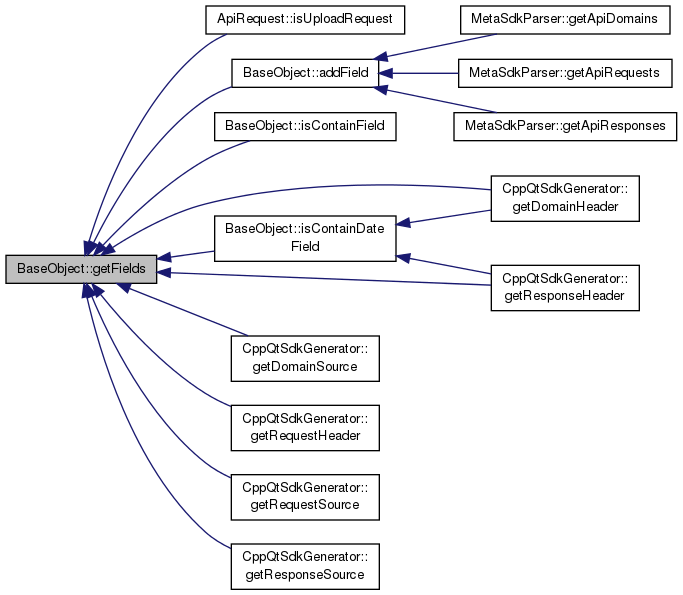 ApiRequest::isUploadRequest
MetaSdkParser::getApiDomains
BaseObject::addField
MetaSdkParser::getApiRequests
BaseObject::isContainField
MetaSdkParser::getApiResponses
CppQtSdkGenerator::
getDomainHeader
BaseObject::isContainDate
Field
BaseObject::getFields
CppQtSdkGenerator::
getResponseHeader
CppQtSdkGenerator::
getDomainSource
CppQtSdkGenerator::
getRequestHeader
CppQtSdkGenerator::
getRequestSource
CppQtSdkGenerator::
getResponseSource